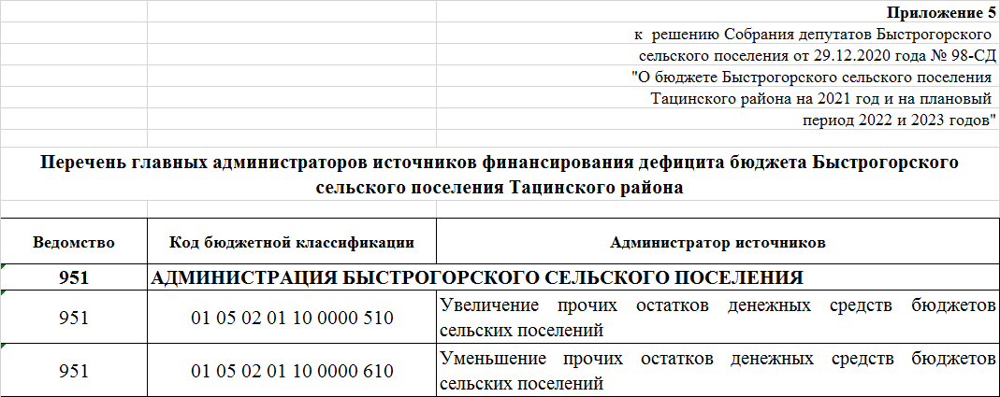 Приложение 5
к решению Собрания депутатов Быстрогорского
сельского поселения от 29.12.2020 года № 98-СД
"О бюджете Быстрогорского сельского поселения
Тацинского района на 2021 год и на плановый
период 2022 и 2023 годов"
Перечень главных администраторов источников финансирования дефицита бюджета Быстрогорского
сельского поселения Тацинского района
Ведомство Код бюджетной классификации Администратор источников
951 АДМИНИСТРАЦИЯ БЫСТРОГОРСКОГО СЕЛЬСКОГО ПОСЕЛЕНИЯ
951 01 05 02 01 10 0000 510 Увеличение прочих остатков денежных средств бюджетов
сельских поселений
951 01 05 02 01 10 0000 610 Уменьшение прочих остатков денежных средств бюджетов
сельских поселений